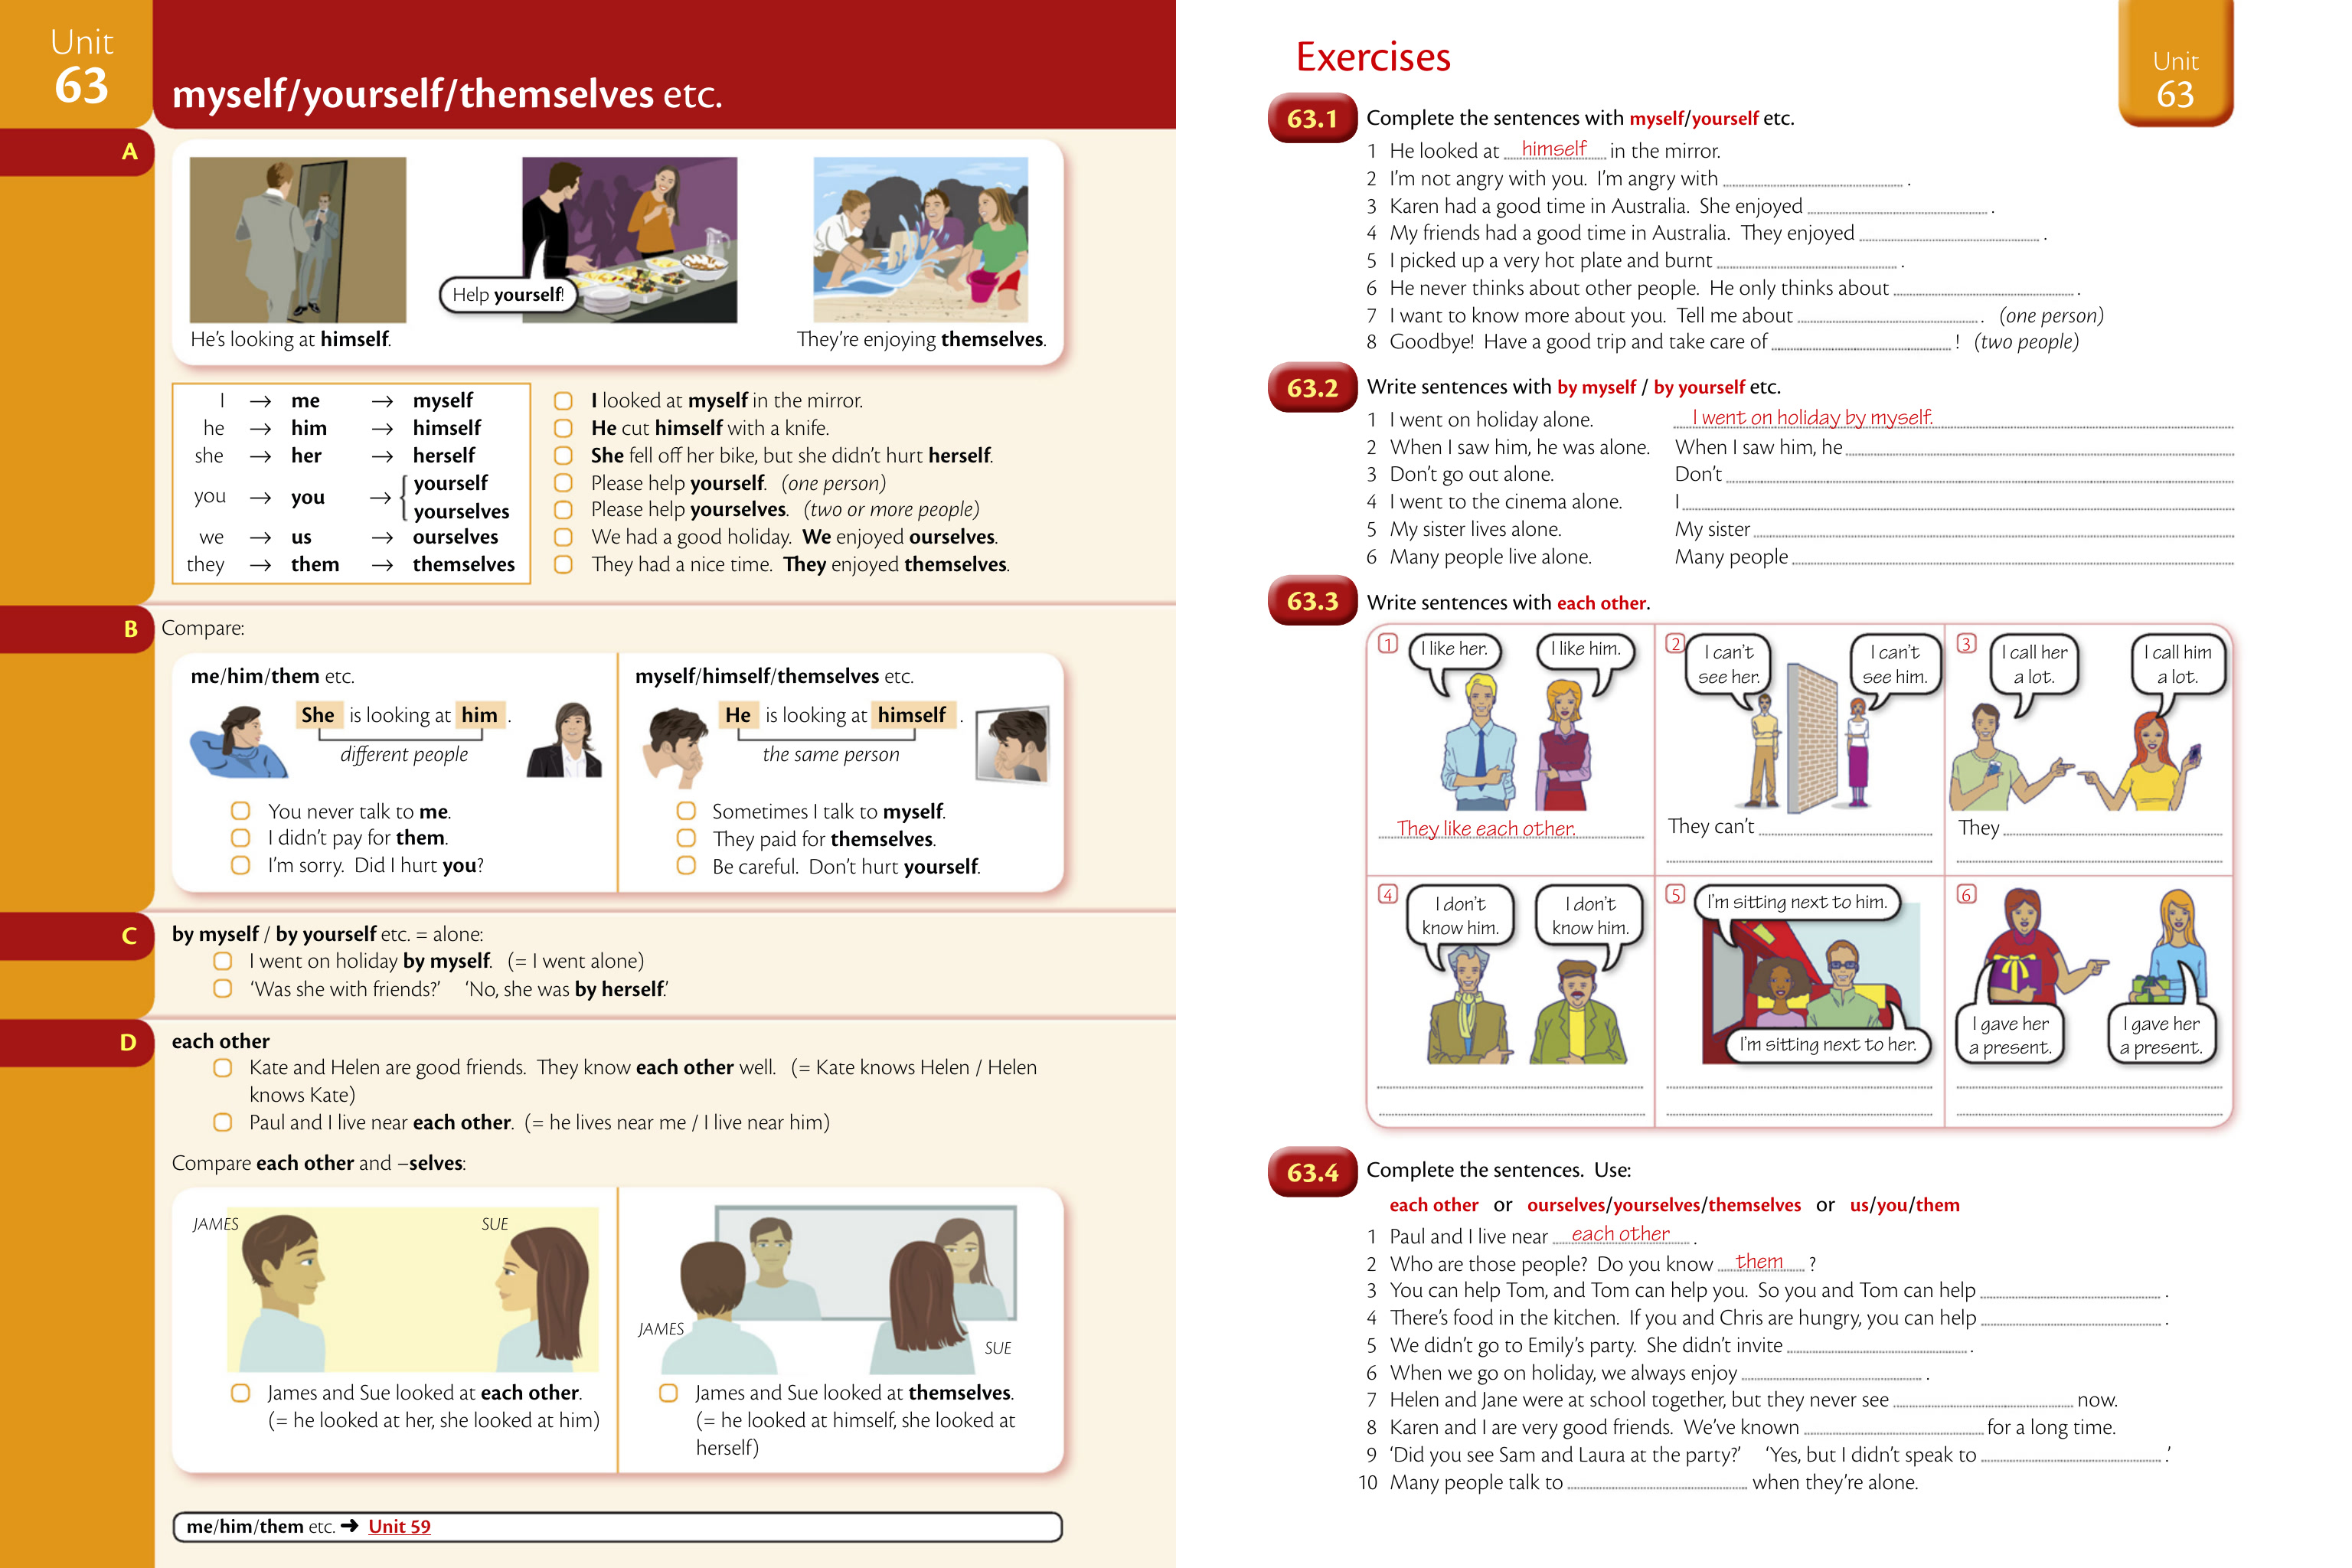 Unit
63
myself/yourself/themselves etc.
A
Help yourself!
He's looking at himself.
They're enjoying themselves.
I → me → myself
he → him → himself
she → her → herself
you → you → { yourself
yourselves
we → us → ourselves
they → them → themselves
I looked at myself in the mirror.
He cut himself with a knife.
She fell off her bike, but she didn't hurt herself.
Please help yourself. (one person)
Please help yourselves. (two or more people)
We had a good holiday. We enjoyed ourselves.
They had a nice time. They enjoyed themselves.
B
Compare:
me/him/them etc.
She is looking at him.
different people
You never talk to me.
I didn't pay for them.
I'm sorry. Did I hurt you?
myself/himself/themselves etc.
He is looking at himself.
the same person
Sometimes I talk to myself.
They paid for themselves.
Be careful. Don't hurt yourself.
C
by myself / by yourself etc. = alone:
I went on holiday by myself. (= I went alone)
'Was she with friends?' 'No, she was by herself.'
D
each other
Kate and Helen are good friends. They know each other well. (= Kate knows Helen / Helen
knows Kate)
Paul and I live near each other. (= he lives near me / I live near him)
Compare each other and –selves:
JAMES
SUE
James and Sue looked at each other.
(= he looked at her, she looked at him)
JAMES
SUE
James and Sue looked at themselves.
(= he looked at himself, she looked at
herself)
me/him/them etc. → Unit 59
Exercises
Unit
63
63.1 Complete the sentences with myself/yourself etc.
1 He looked at himself in the mirror.
2 I'm not angry with you. I'm angry with .
3 Karen had a good time in Australia. She enjoyed .
4 My friends had a good time in Australia. They enjoyed .
5 I picked up a very hot plate and burnt .
6 He never thinks about other people. He only thinks about .
7 I want to know more about you. Tell me about . (one person)
8 Goodbye! Have a good trip and take care of ! (two people)
63.2 Write sentences with by myself / by yourself etc.
1 I went on holiday alone. I went on holiday by myself.
2 When I saw him, he was alone. When I saw him, he
3 Don't go out alone. Don't
4 I went to the cinema alone. I
5 My sister lives alone. My sister
6 Many people live alone. Many people
63.3 Write sentences with each other.
1
I like her.
I like him.
They like each other.
2
I can't
see her.
I can't
see him.
They can't
3
I call her
a lot.
I call him
a lot.
They
4
I don't
know him.
I don't
know him.
5
I'm sitting next to him.
I'm sitting next to her.
6
I gave her
a present.
I gave her
a present.
63.4 Complete the sentences. Use:
each other or ourselves/yourselves/themselves or us/you/them
1 Paul and I live near each other .
2 Who are those people? Do you know them ?
3 You can help Tom, and Tom can help you. So you and Tom can help .
4 There's food in the kitchen. If you and Chris are hungry, you can help .
5 We didn't go to Emily's party. She didn't invite .
6 When we go on holiday, we always enjoy .
7 Helen and Jane were at school together, but they never see now.
8 Karen and I are very good friends. We've known for a long time.
9 'Did you see Sam and Laura at the party?' 'Yes, but I didn't speak to .'
10 Many people talk to when they're alone.